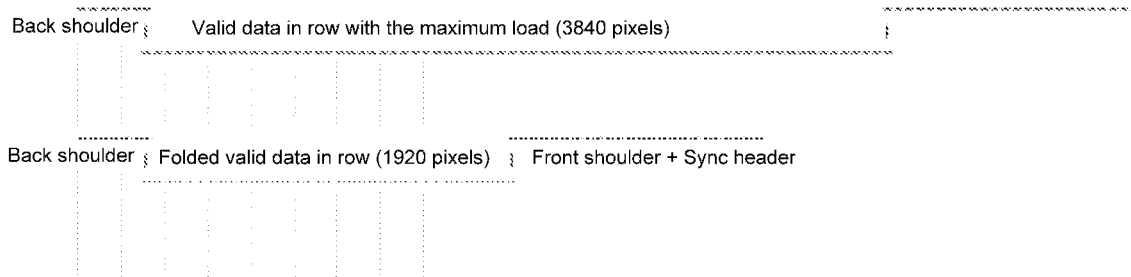 Back shoulder Valid data in row with the maximum load (3840 pixels)
Back shoulder Folded valid data in row (1920 pixels) Front shoulder + Sync header